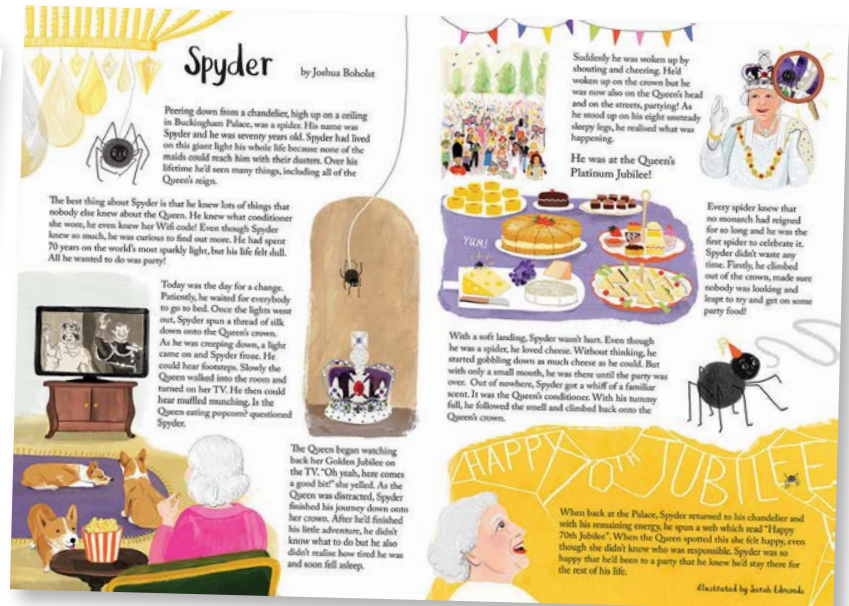 Spyder
by Joshua Boholst
Peering down from a chandelier, high up on a ceiling
in Buckingham Palace, was a spider. His name was
Spyder and he was seventy years old. Spyder had lived
on this giant light his whole life because none of the
maids could reach him with their dusters. Over his
lifetime he'd seen many things, including all of the
Queen's reign.
The best thing about Spyder is that he knew lots of things that
nobody else knew about the Queen. He knew what conditioner
she wore, he even knew her Wifi code! Even though Spyder
knew so much, he was curious to find out more. He had spent
70 years on the world's most sparkly light, but his life felt dull.
All he wanted to do was party!
Today was the day for a change.
Patiently, he waited for everybody
to go to bed. Once the lights went
out, Spyder spun a thread of silk
down onto the Queen's crown.
As he was creeping down, a light
came on and Spyder froze. He
could hear footsteps. Slowly the
Queen walked into the room and
turned on her TV. He then could
hear muffled munching. Is the
Queen eating popcorn? questioned
Spyder.
The Queen began watching
back her Golden Jubilee on
the TV. "Oh yeah, here comes
a good bit!" she yelled. As the
Queen was distracted, Spyder
finished his journey down onto
her crown. After he'd finished
his little adventure, he didn't
know what to do but he also
didn't realise how tired he was
and soon fell asleep.
Suddenly he was woken up by
shouting and cheering. He'd
woken up on the crown but he
was now also on the Queen's head
and on the streets, partying! As
he stood up on his eight unsteady
sleepy legs, he realised what was
happening.
He was at the Queen's
Platinum Jubilee!
YUM!
Every spider knew that
no monarch had reigned
for so long and he was the
first spider to celebrate it.
Spyder didn't waste any
time. Firstly, he climbed
out of the crown, made sure
nobody was looking and
leapt to try and get on some
party food!
With a soft landing, Spyder wasn't hurt. Even though
he was a spider, he loved cheese. Without thinking, he
started gobbling down as much cheese as he could. But
with only a small mouth, he was there until the party was
over. Out of nowhere, Spyder got a whiff of a familiar
scent. It was the Queen's conditioner. With his tummy
full, he followed the smell and climbed back onto the
Queen's crown.
HAPPY 70TH JUBILEE
When back at the Palace, Spyder returned to his chandelier and
with his remaining energy, he spun a web which read "Happy
70th Jubilee". When the Queen spotted this she felt happy, even
though she didn't know who was responsible. Spyder was so
happy that he'd been to a party that he knew he'd stay there for
the rest of his life.
illustrated by Sarah Edmonds